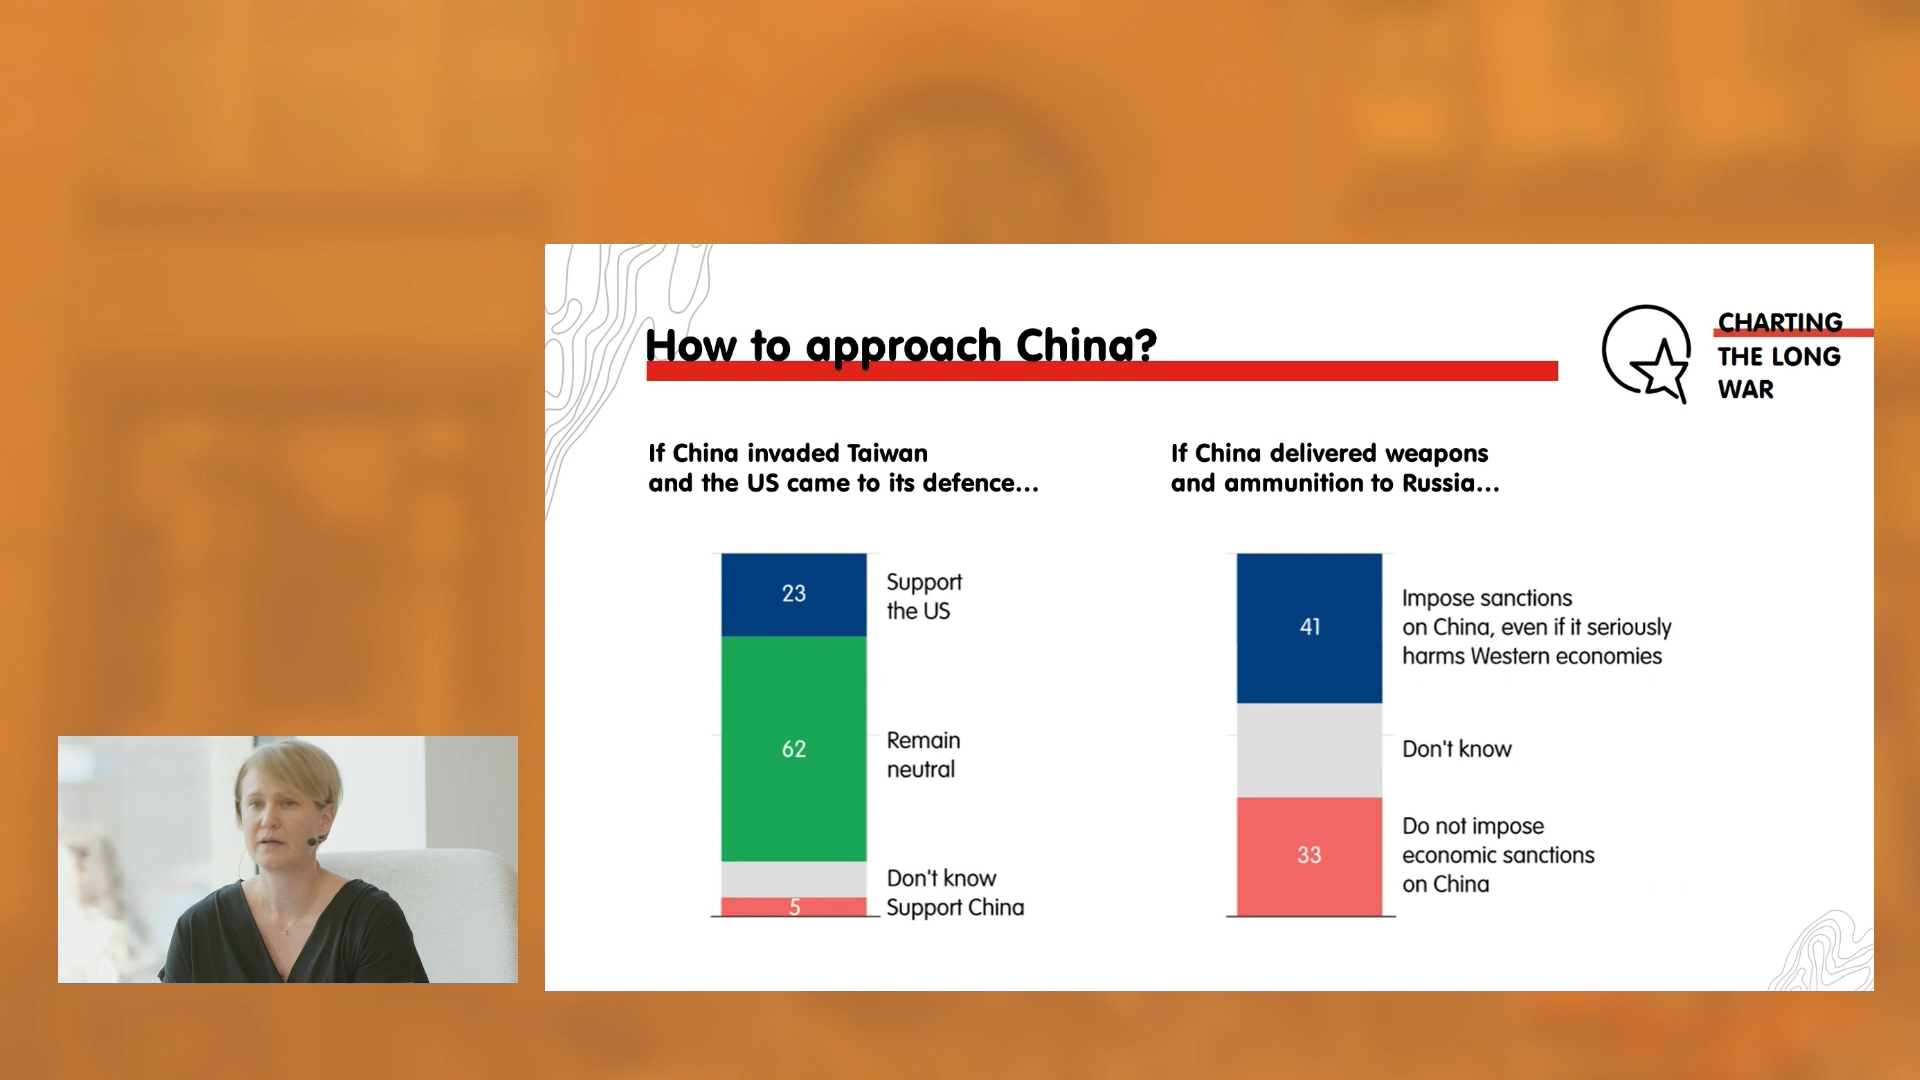 How to approach China?
CHARTING
THE LONG
WAR
If China invaded Taiwan
and the US came to its defence...
23
Support
the US
62
Remain
neutral
Don't know
5
Support China
If China delivered weapons
and ammunition to Russia...
41
Impose sanctions
on China, even if it seriously
harms Western economies
Don't know
33
Do not impose
economic sanctions
on China